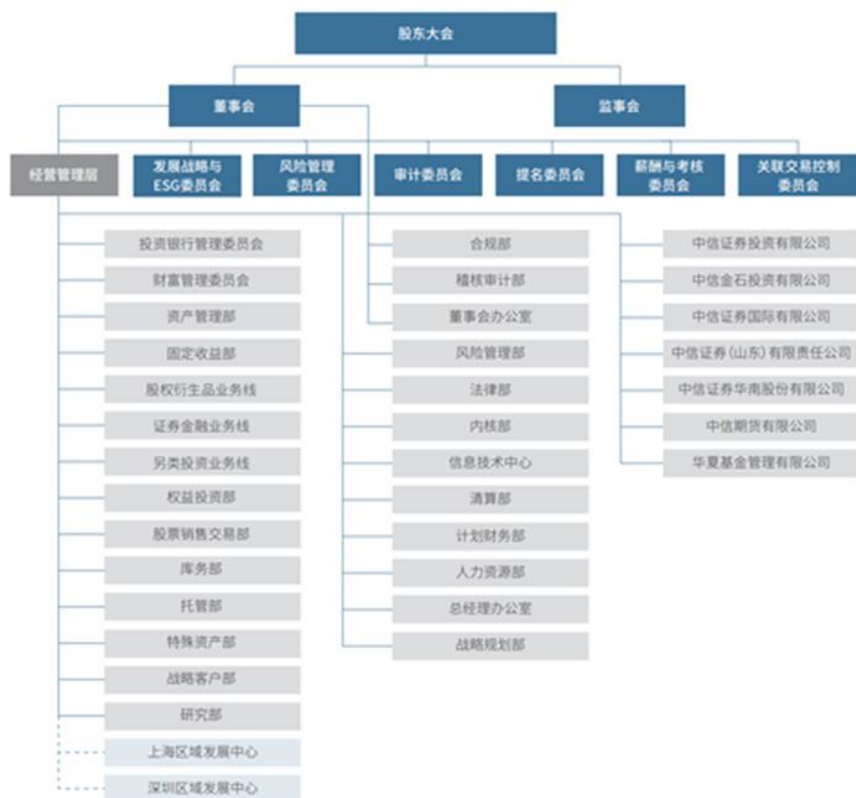 股东大会
董事会
监事会
经营管理层
发展战略与
ESG委员会
风险管理
委员会
审计委员会
提名委员会
薪酬与考核
委员会
关联交易控制
委员会
投资银行管理委员会
财富管理委员会
资产管理部
固定收益部
股权衍生品业务线
证券金融业务线
另类投资业务线
权益投资部
股票销售交易部
库务部
托管部
特殊资产部
战略客户部
研究部
上海区域发展中心
深圳区域发展中心
合规部
稽核审计部
董事会办公室
风险管理部
法律部
内核部
信息技术中心
清算部
计划财务部
人力资源部
总经理办公室
战略规划部
中信证券投资有限公司
中信金石投资有限公司
中信证券国际有限公司
中信证券(山东)有限责任公司
中信证券华南股份有限公司
中信期货有限公司
华夏基金管理有限公司